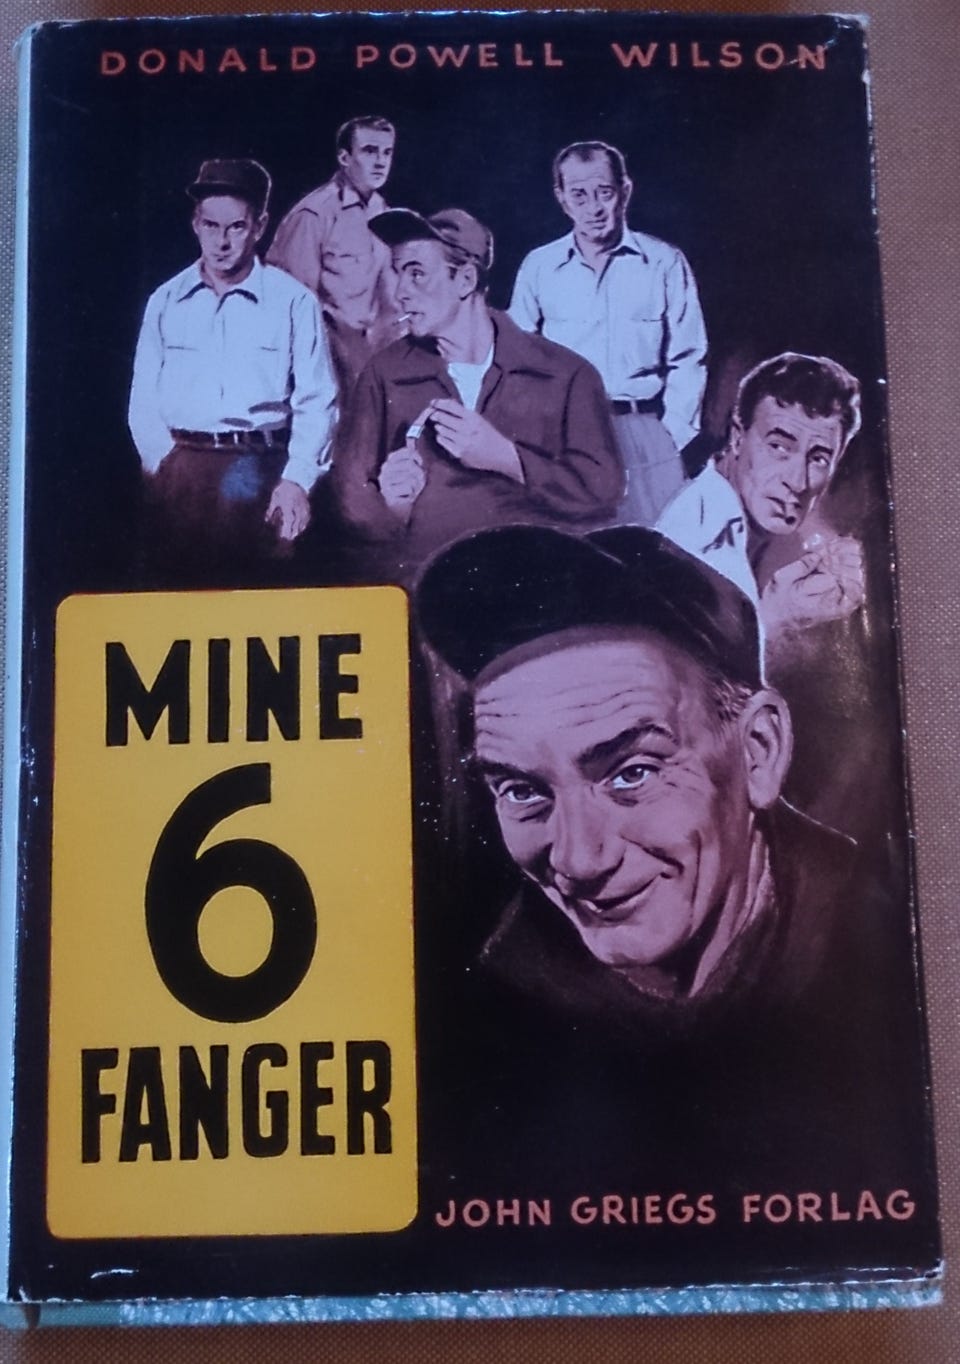 DONALD POWELL WILSON
MINE
6
FANGER
JOHN GRIEGS FORLAG